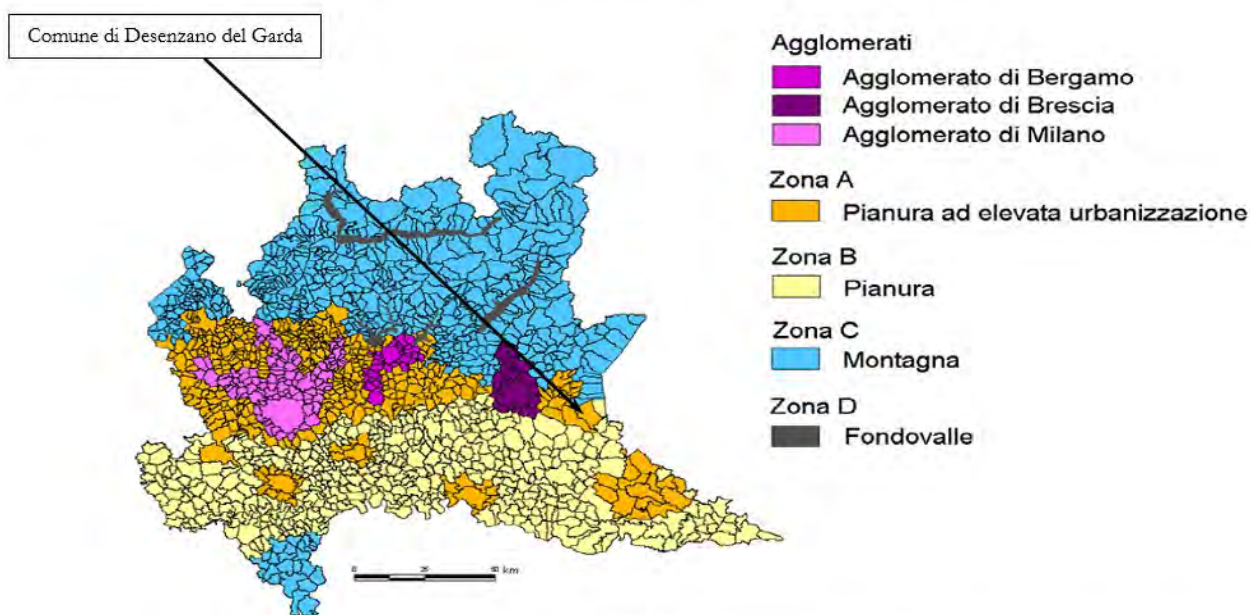 Comune di Desenzano del Garda
Agglomerati
Agglomerato di Bergamo
Agglomerato di Brescia
Agglomerato di Milano
Zona A
Pianura ad elevata urbanizzazione
Zona B
Pianura
Zona C
Montagna
Zona D
Fondovalle
km